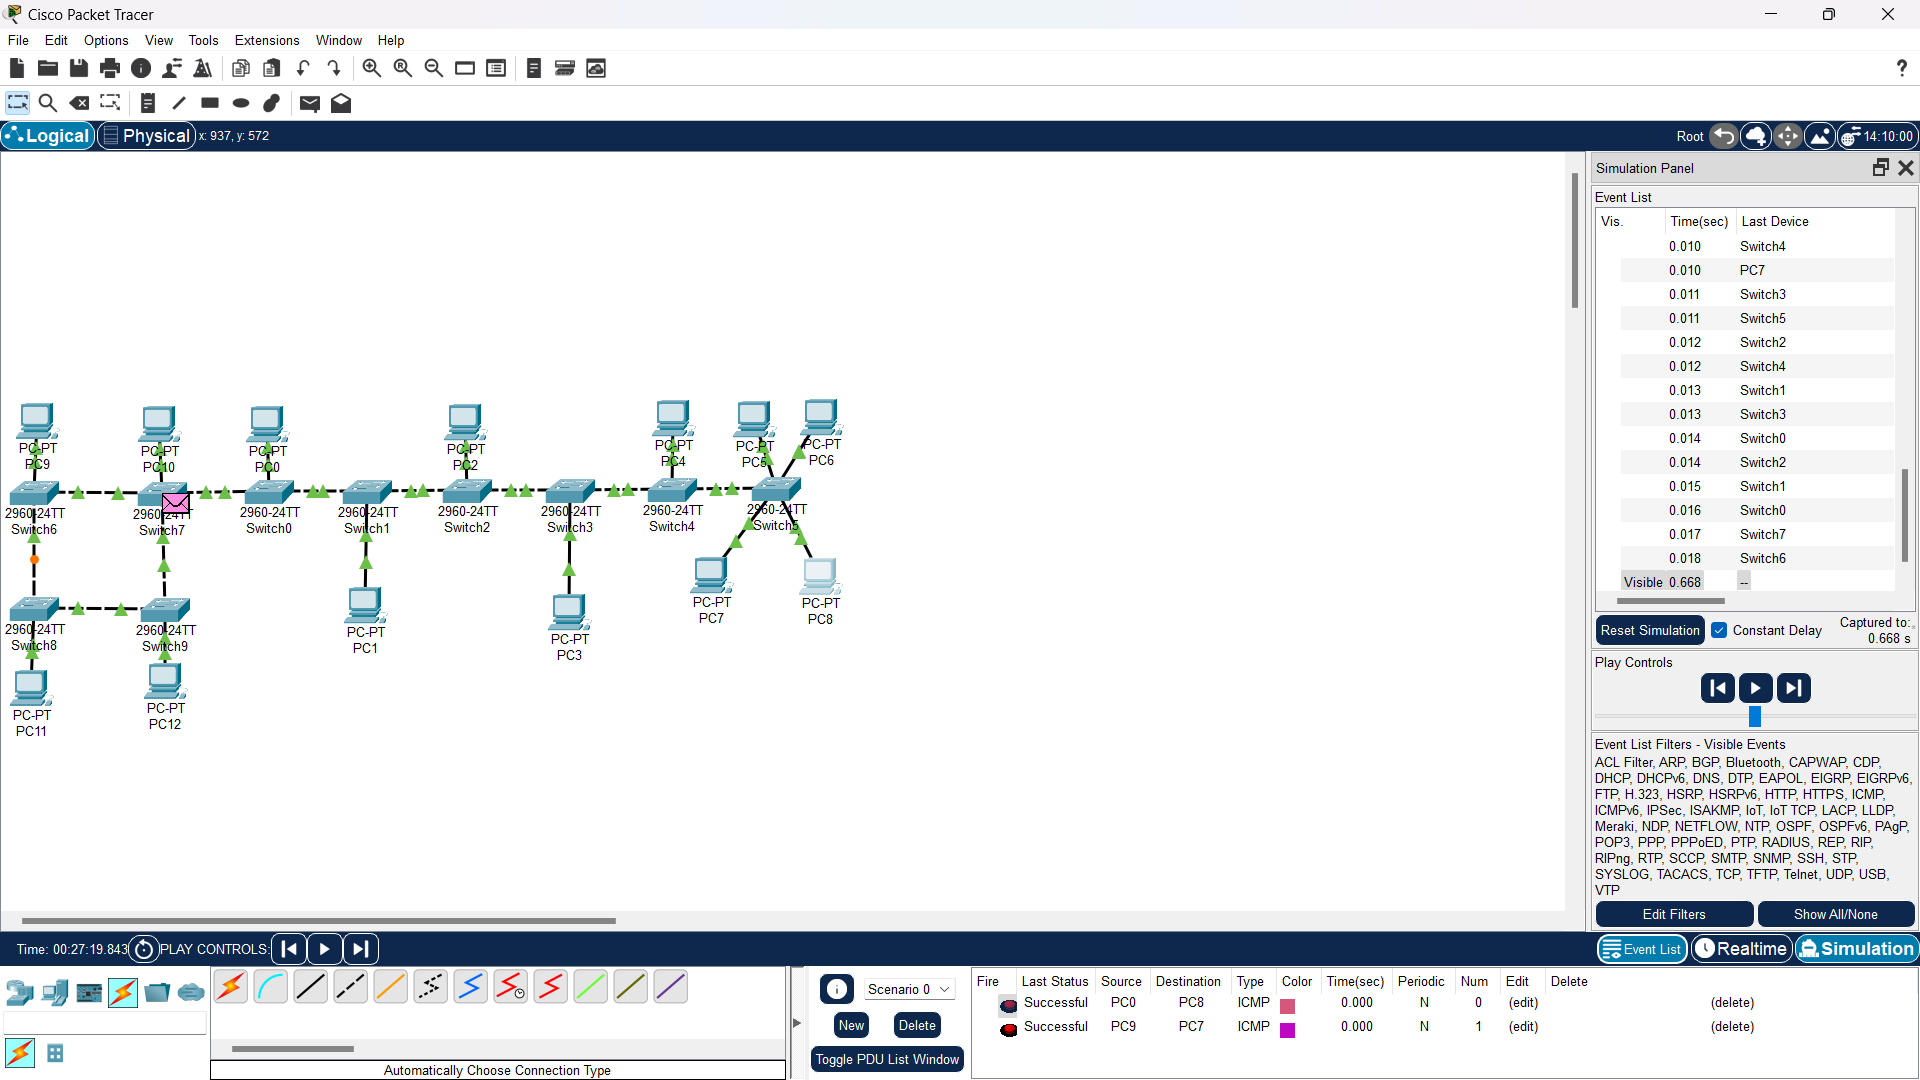 Cisco Packet Tracer
File Edit Options View Tools Extensions Window Help
?
Logical Physical x: 937, y: 572 Root 14:10:00
Simulation Panel
Event List
Vis. Time(sec) Last Device
0.010 Switch4
0.010 PC7
0.011 Switch3
0.011 Switch5
0.012 Switch2
0.012 Switch4
0.013 Switch1
0.013 Switch3
0.014 Switch0
0.014 Switch2
0.015 Switch1
0.016 Switch0
0.017 Switch7
0.018 Switch6
Visible 0.668 --
Reset Simulation Constant Delay Captured to:
0.668 s
Play Controls
Event List Filters - Visible Events
ACL Filter, ARP, BGP, Bluetooth, CAPWAP, CDP,
DHCP, DHCPv6, DNS, DTP, EAPOL, EIGRP, EIGRPv6,
FTP, H.323, HSRP, HSRPv6, HTTP, HTTPS, ICMP,
ICMPv6, IPSec, ISAKMP, IoT, IoT TCP, LACP, LLDP,
Meraki, NDP, NETFLOW, NTP, OSPF, OSPFv6, PAgP,
POP3, PPP, PPPoED, PTP, RADIUS, REP, RIP,
RIPng, RTP, SCCP, SMTP, SNMP, SSH, STP,
SYSLOG, TACACS, TCP, TFTP, Telnet, UDP, USB,
VTP
Edit Filters Show All/None
PC-PT
PC9
PC-PT
PC10
PC-PT
PC0
PC-PT
PC2
PC-PT
PC4
PC-PT
PC5
PC-PT
PC6
2960-24TT
Switch6
2960-24TT
Switch7
2960-24TT
Switch0
2960-24TT
Switch1
2960-24TT
Switch2
2960-24TT
Switch3
2960-24TT
Switch4
2960-24TT
Switch5
PC-PT
PC7
PC-PT
PC8
2960-24TT
Switch8
2960-24TT
Switch9
PC-PT
PC1
PC-PT
PC3
PC-PT
PC11
PC-PT
PC12
Time: 00:27:19.843 PLAY CONTROLS: Event List Realtime Simulation
Scenario 0
New Delete
Toggle PDU List Window
Automatically Choose Connection Type
Fire Last Status Source Destination Type Color Time(sec) Periodic Num Edit Delete
Successful PC0 PC8 ICMP 0.000 N 0 (edit) (delete)
Successful PC9 PC7 ICMP 0.000 N 1 (edit) (delete)